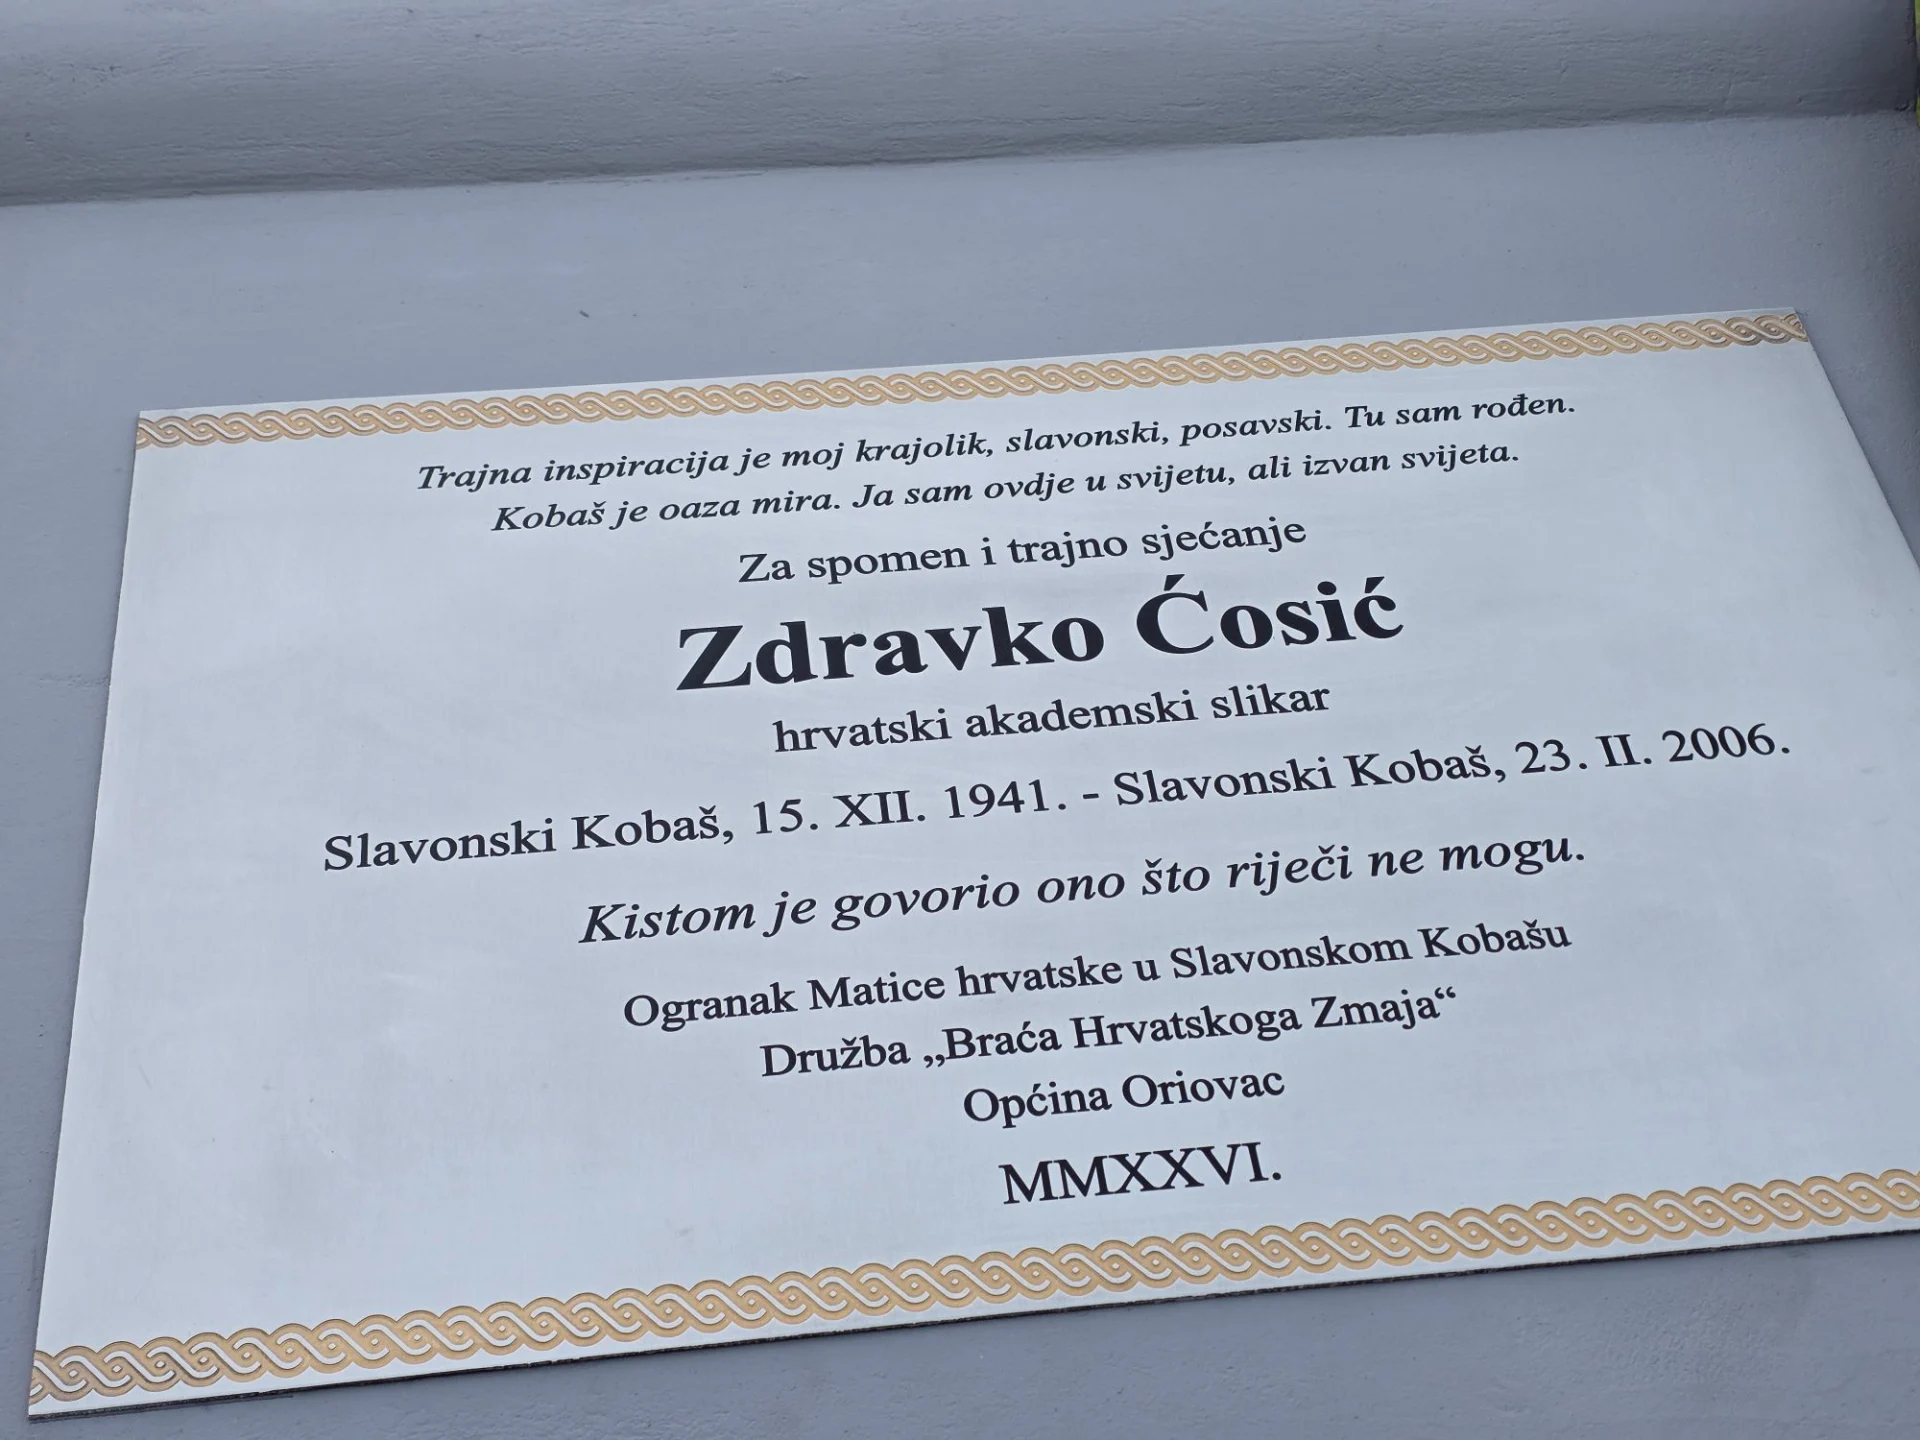 Trajna inspiracija je moj krajolik, slavonski, posavski. Tu sam rođen.
Kobaš je oaza mira. Ja sam ovdje u svijetu, ali izvan svijeta.
Za spomen i trajno sjećanje
Zdravko Ćosić
hrvatski akademski slikar
Slavonski Kobaš, 15. XII. 1941. - Slavonski Kobaš, 23. II. 2006.
Kistom je govorio ono što riječi ne mogu.
Ogranak Matice hrvatske u Slavonskom Kobašu
Družba „Braća Hrvatskoga Zmaja“
Općina Oriovac
MMXXVI.